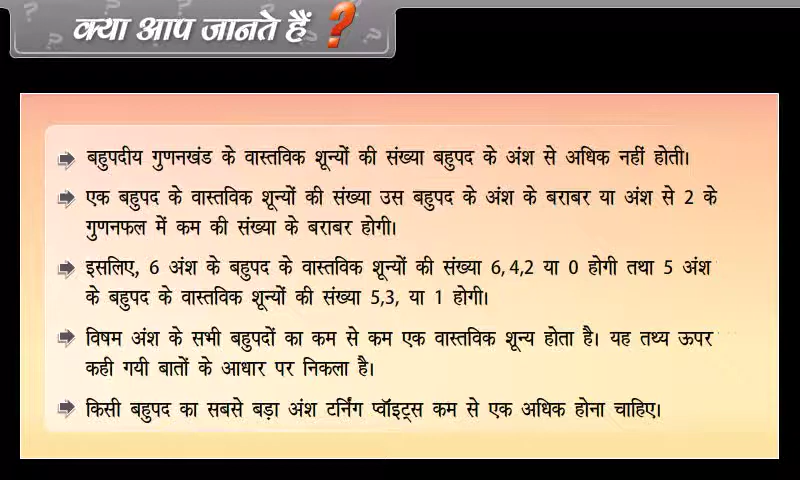 क्या आप जानते हैं ?
बहुपदीय गुणनखंड के वास्तविक शून्यों की संख्या बहुपद के अंश से अधिक नहीं होती।
एक बहुपद के वास्तविक शून्यों की संख्या उस बहुपद के अंश के बराबर या अंश से 2 के
गुणनफल में कम की संख्या के बराबर होगी।
इसलिए, 6 अंश के बहुपद के वास्तविक शून्यों की संख्या 6,4,2 या 0 होगी तथा 5 अंश
के बहुपद के वास्तविक शून्यों की संख्या 5,3, या 1 होगी।
विषम अंश के सभी बहुपदों का कम से कम एक वास्तविक शून्य होता है। यह तथ्य ऊपर
कही गयी बातों के आधार पर निकला है।
किसी बहुपद का सबसे बड़ा अंश टर्निंग प्वॉइट्स कम से एक अधिक होना चाहिए।